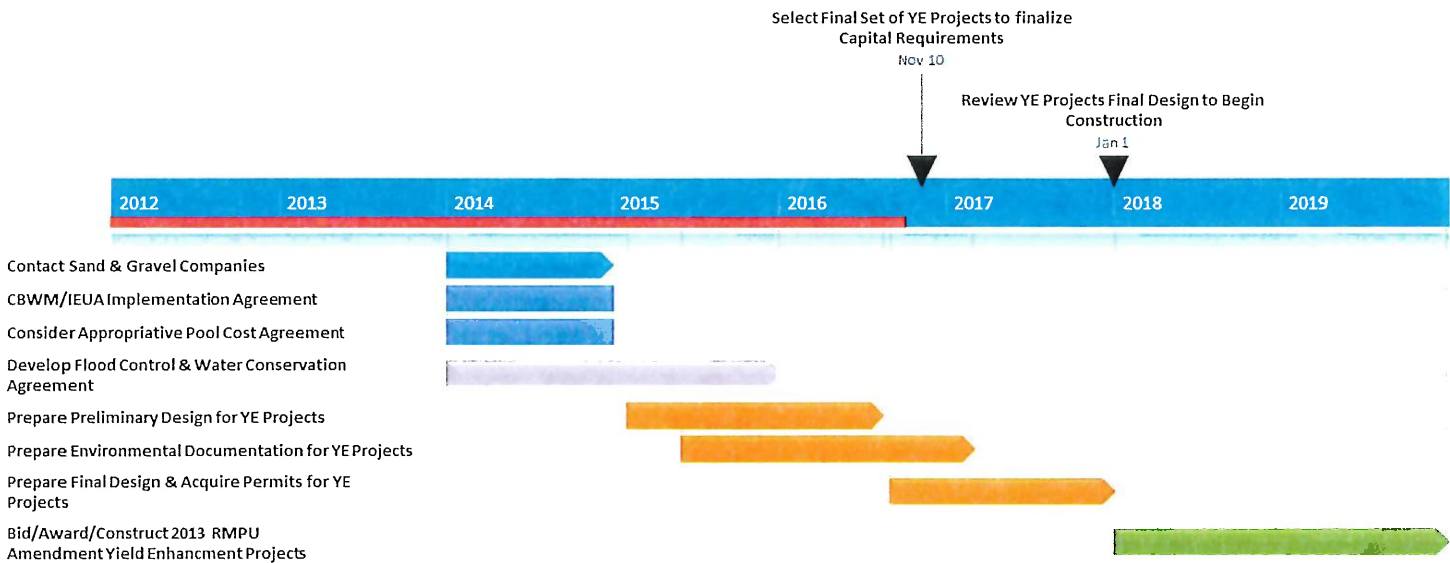 Select Final Set of YE Projects to finalize
Capital Requirements
Nov 10
Review YE Projects Final Design to Begin
Construction
Jan 1
2012 2013 2014 2015 2016 2017 2018 2019
Contact Sand & Gravel Companies
CBWM/IEUA Implementation Agreement
Consider Appropriative Pool Cost Agreement
Develop Flood Control & Water Conservation
Agreement
Prepare Preliminary Design for YE Projects
Prepare Environmental Documentation for YE Projects
Prepare Final Design & Acquire Permits for YE
Projects
Bid/Award/Construct 2013 RMPU
Amendment Yield Enhancment Projects